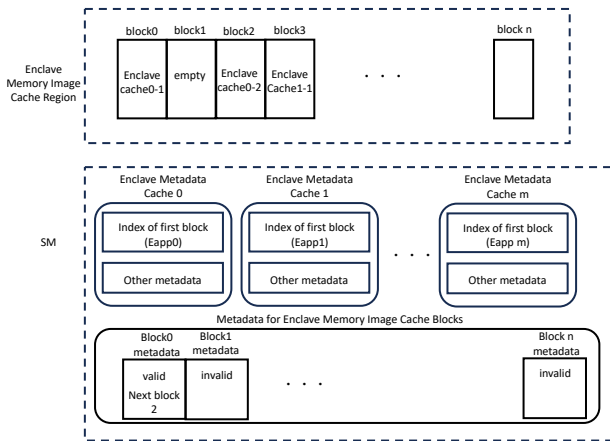 block0 block1 block2 block3 block n
Enclave
Memory Image
Cache Region
Enclave
cache0-1
empty
Enclave
cache0-2
Enclave
Cache1-1
. . .
Enclave Metadata
Cache 0
Enclave Metadata
Cache 1
Enclave Metadata
Cache m
SM
Index of first block
(Eapp0)
Other metadata
Index of first block
(Eapp1)
Other metadata
. . .
Index of first block
(Eapp m)
Other metadata
Metadata for Enclave Memory Image Cache Blocks
Block0
metadata
Block1
metadata
Block n
metadata
valid
Next block
2
invalid
. . .
invalid